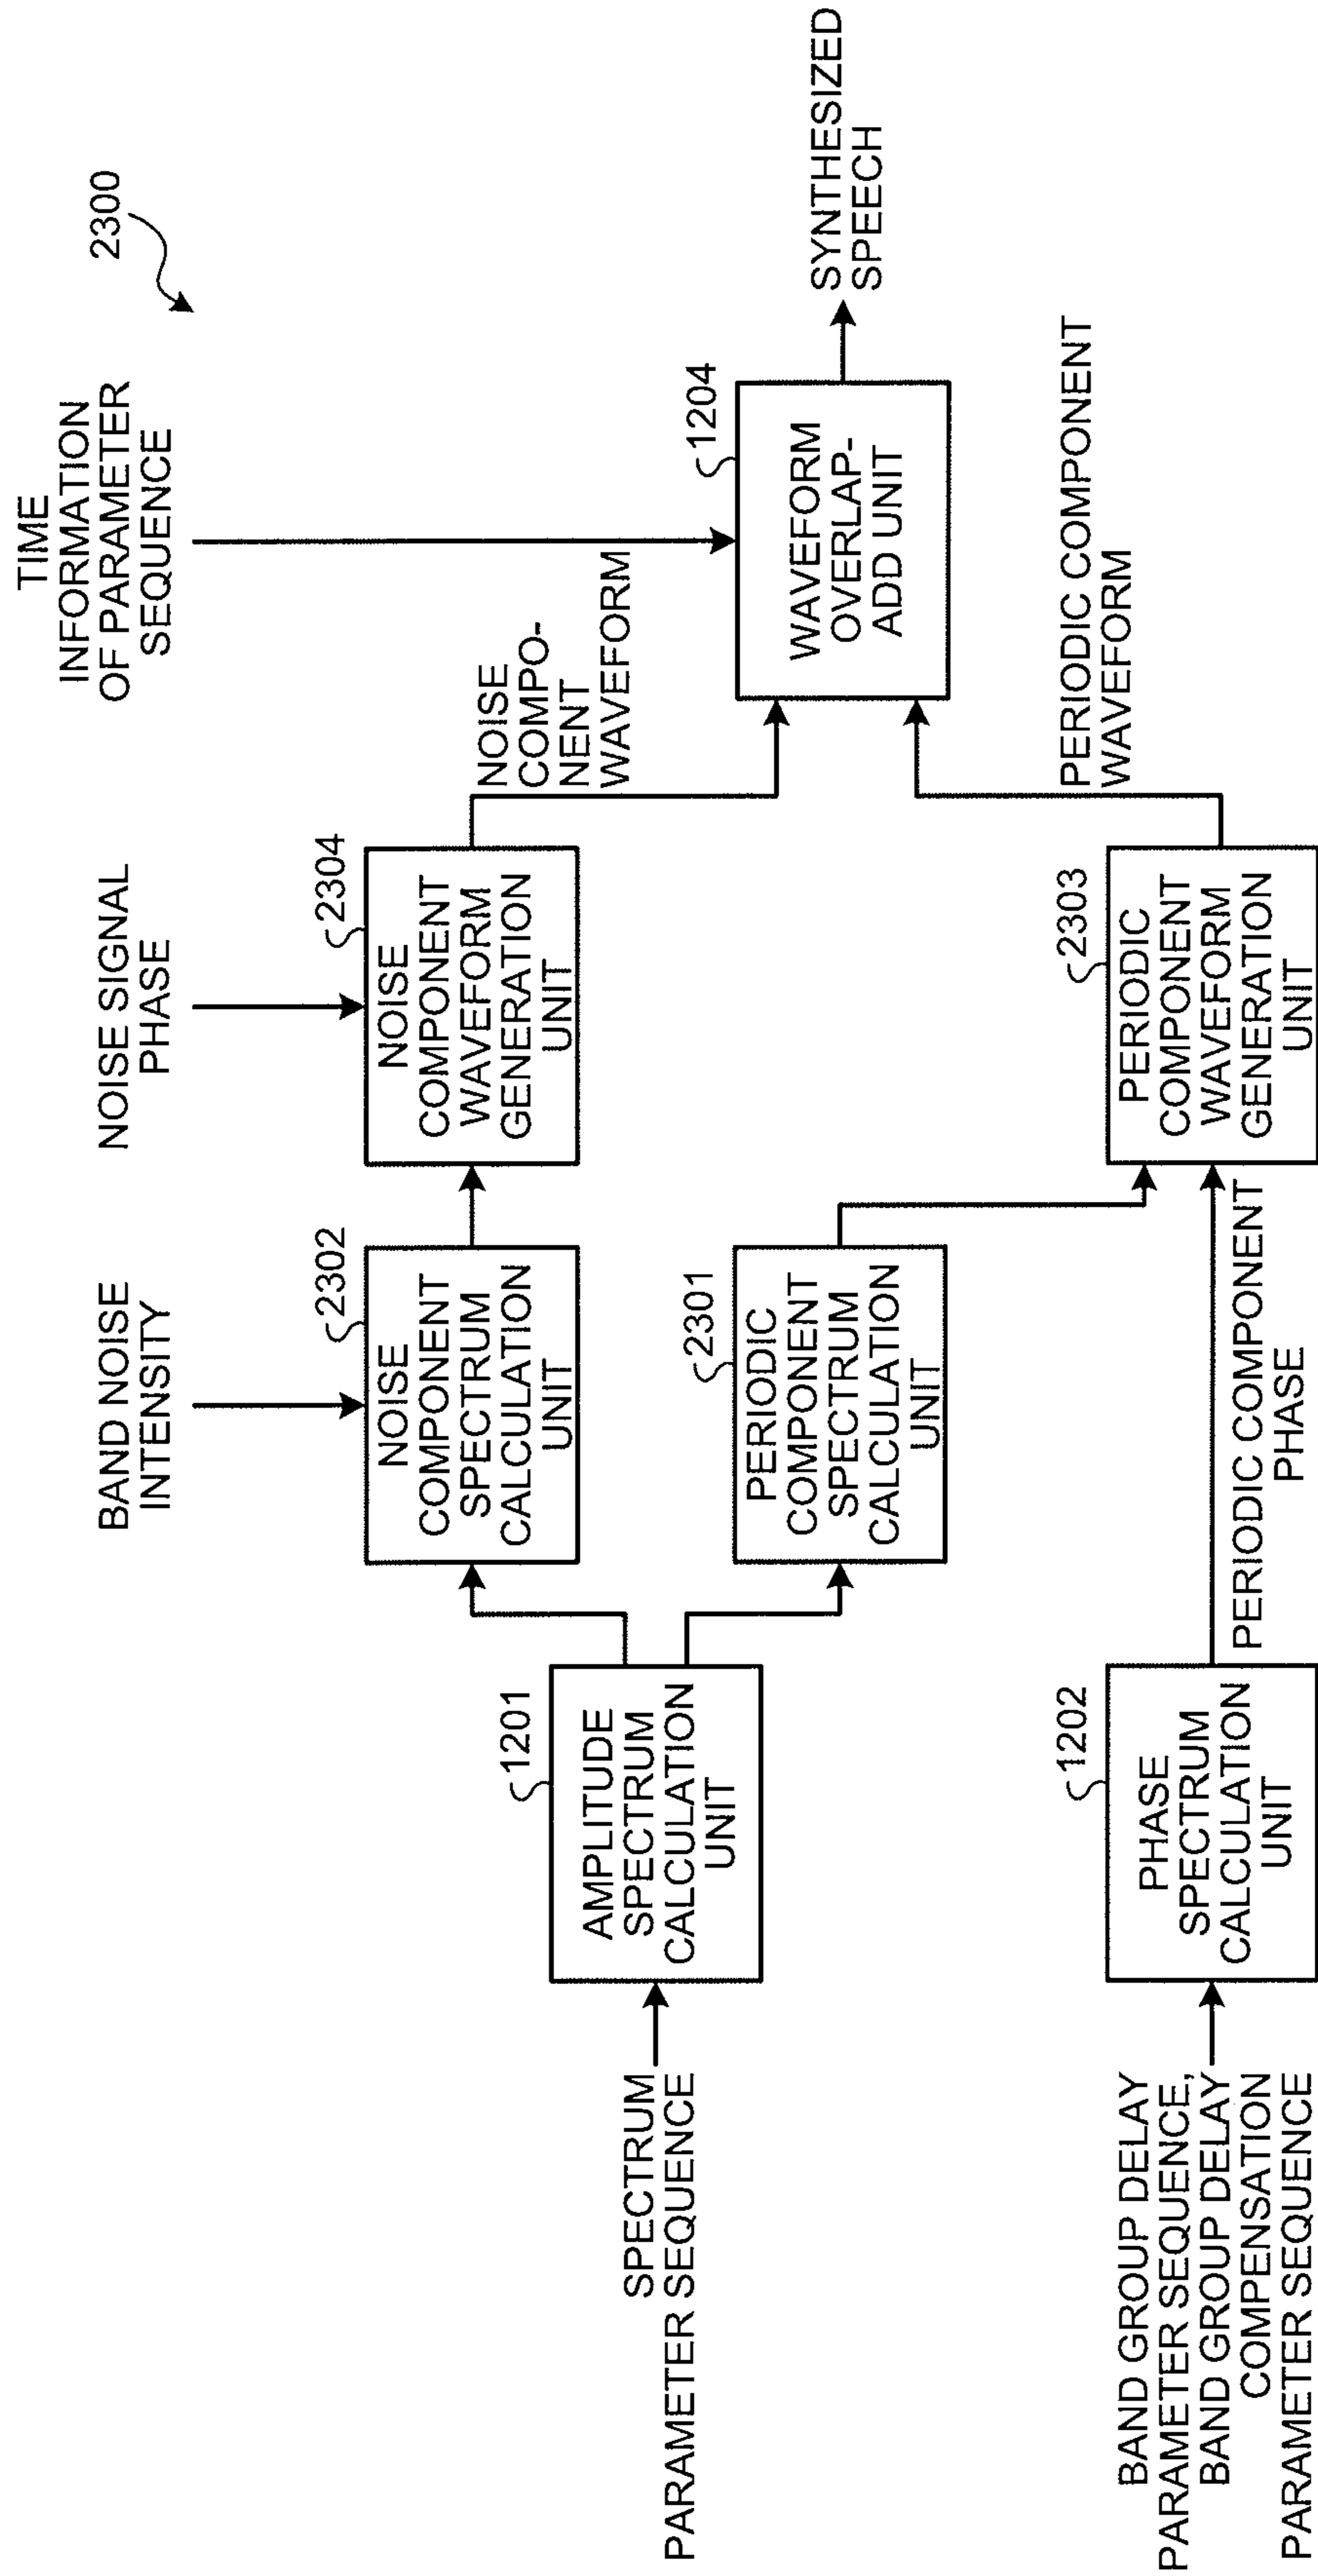 2300
TIME
INFORMATION
OF PARAMETER
SEQUENCE
NOISE SIGNAL
PHASE
BAND NOISE
INTENSITY
2302
NOISE
COMPONENT
SPECTRUM
CALCULATION
UNIT
2304
NOISE
COMPONENT
WAVEFORM
GENERATION
UNIT
NOISE
COMPO-
NENT
WAVEFORM
1201
AMPLITUDE
SPECTRUM
CALCULATION
UNIT
SPECTRUM
PARAMETER SEQUENCE
2301
PERIODIC
COMPONENT
SPECTRUM
CALCULATION
UNIT
1204
WAVEFORM
OVERLAP-
ADD UNIT
SYNTHESIZED
SPEECH
BAND GROUP DELAY
PARAMETER SEQUENCE,
BAND GROUP DELAY
COMPENSATION
PARAMETER SEQUENCE
1202
PHASE
SPECTRUM
CALCULATION
UNIT
PERIODIC COMPONENT
PHASE
2303
PERIODIC
COMPONENT
WAVEFORM
GENERATION
UNIT
PERIODIC COMPONENT
WAVEFORM